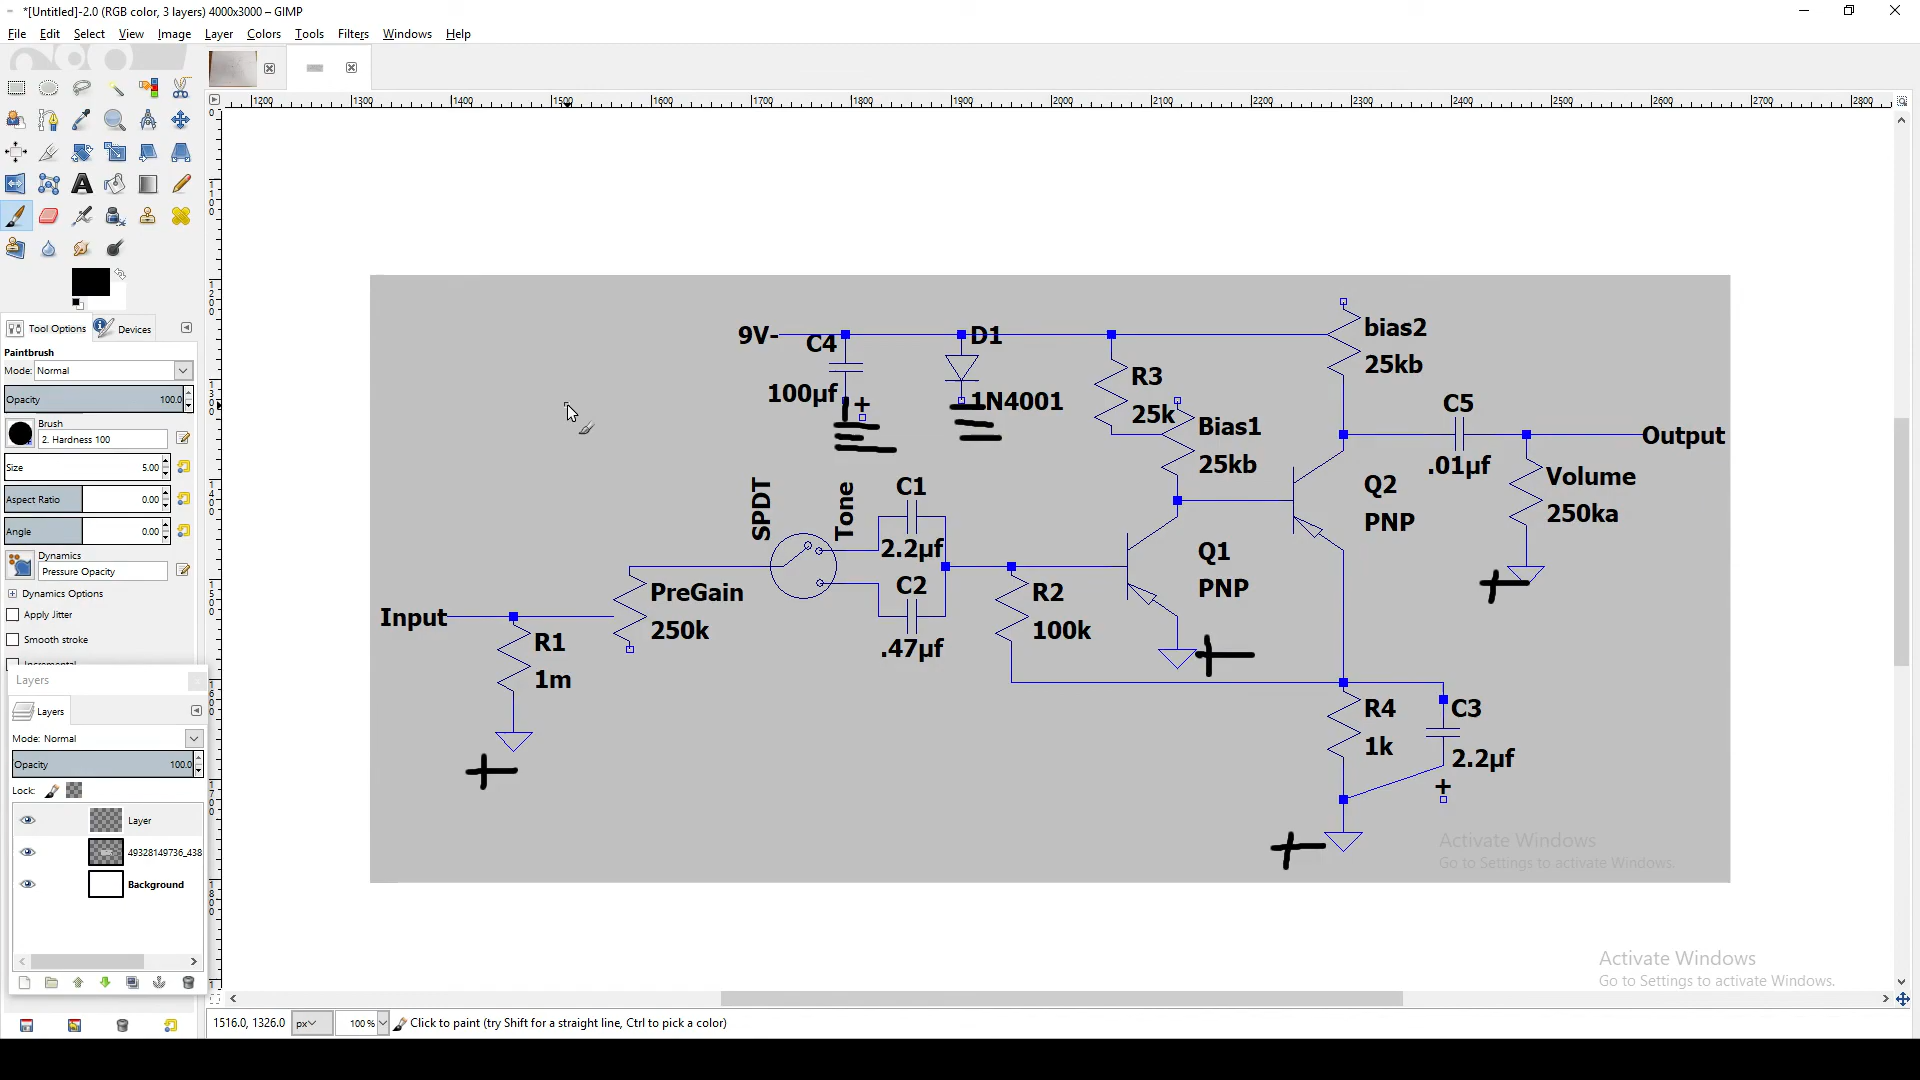 *[Untitled]-2.0 (RGB color, 3 layers) 4000x3000 – GIMP
File Edit Select View Image Layer Colors Tools Filters Windows Help
1200 1300 1400 1500 1600 1700 1800 1900 2000 2100 2200 2300 2400 2500 2600 2700 2800
Tool Options Devices
Paintbrush
Mode: Normal
Opacity 100.0
Brush
2. Hardness 100
Size 5.00
Aspect Ratio 0.00
Angle 0.00
Dynamics
Pressure Opacity
Dynamics Options
Apply Jitter
Smooth stroke
Incremental
Layers
Layers
Mode: Normal
Opacity 100.0
Lock:
Layer
49328149736_438
Background
9V-
C4
100µf
+
D1
1N4001
R3
25k
Bias1
25kb
bias2
25kb
C5
.01µf
Output
Volume
250ka
Q2
PNP
Q1
PNP
SPDT
Tone
C1
2.2µf
C2
.47µf
Input
R1
1m
PreGain
250k
R2
100k
R4
1k
C3
2.2µf
+
+
+
+
+
Activate Windows
Go to Settings to activate Windows.
Activate Windows
Go to Settings to activate Windows.
1516.0, 1326.0 px 100 % Click to paint (try Shift for a straight line, Ctrl to pick a color)